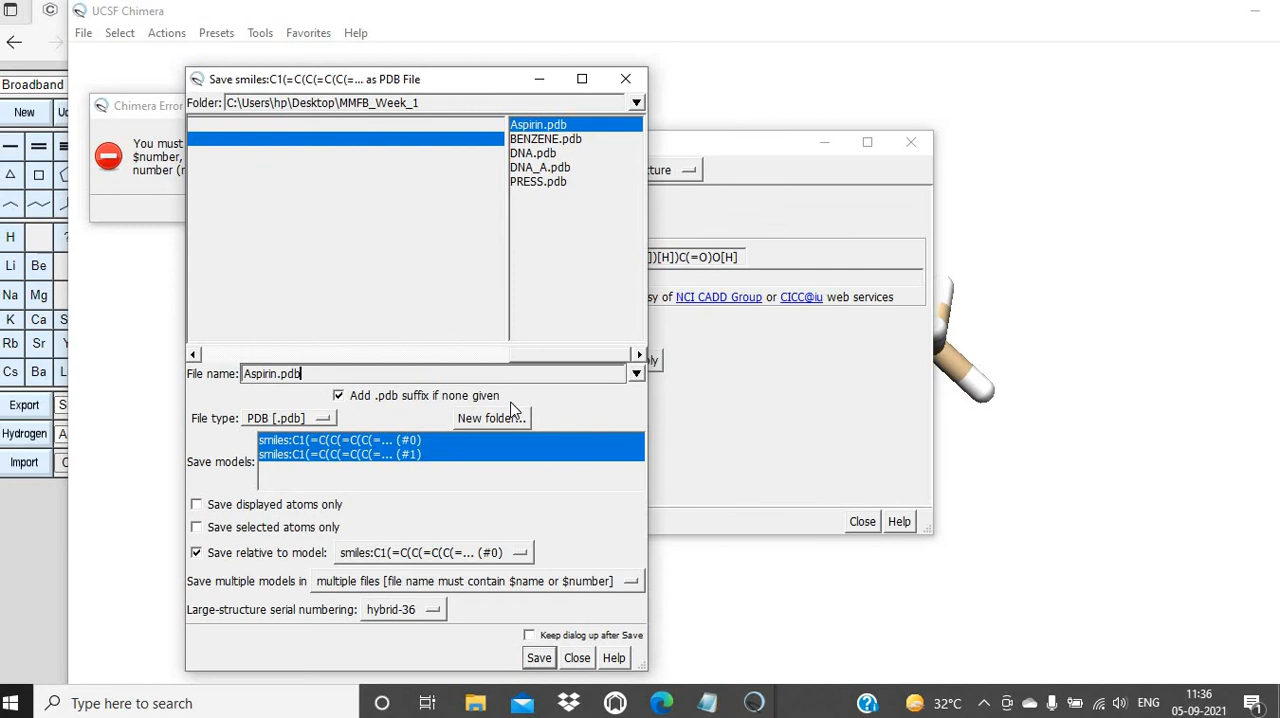 UCSF Chimera
File Select Actions Presets Tools Favorites Help
Save smiles:C1(=C(C(=C(C(=... as PDB File
Broadband
Chimera Error
Folder: C:\Users\hp\Desktop\MMFB_Week_1
New
You must
$number,
number (n
Aspirin.pdb
BENZENE.pdb
DNA.pdb
DNA_A.pdb
PRESS.pdb
])[H])C(=O)O[H]
NCI CADD Group or CICC@iu web services
H
Li Be
Na Mg
K Ca S
Rb Sr
Cs Ba
File name: Aspirin.pdb
Add .pdb suffix if none given
File type: PDB [.pdb]
New folder...
Export
Hydrogen
Import
Save models:
smiles:C1(=C(C(=C(C(=... (#0)
smiles:C1(=C(C(=C(C(=... (#1)
Save displayed atoms only
Save selected atoms only
Close Help
Save relative to model: smiles:C1(=C(C(=C(C(=... (#0)
Save multiple models in multiple files [file name must contain $name or $number]
Large-structure serial numbering: hybrid-36
Keep dialog up after Save
Save Close Help
Type here to search
32°C
ENG
11:36
05-09-2021
1